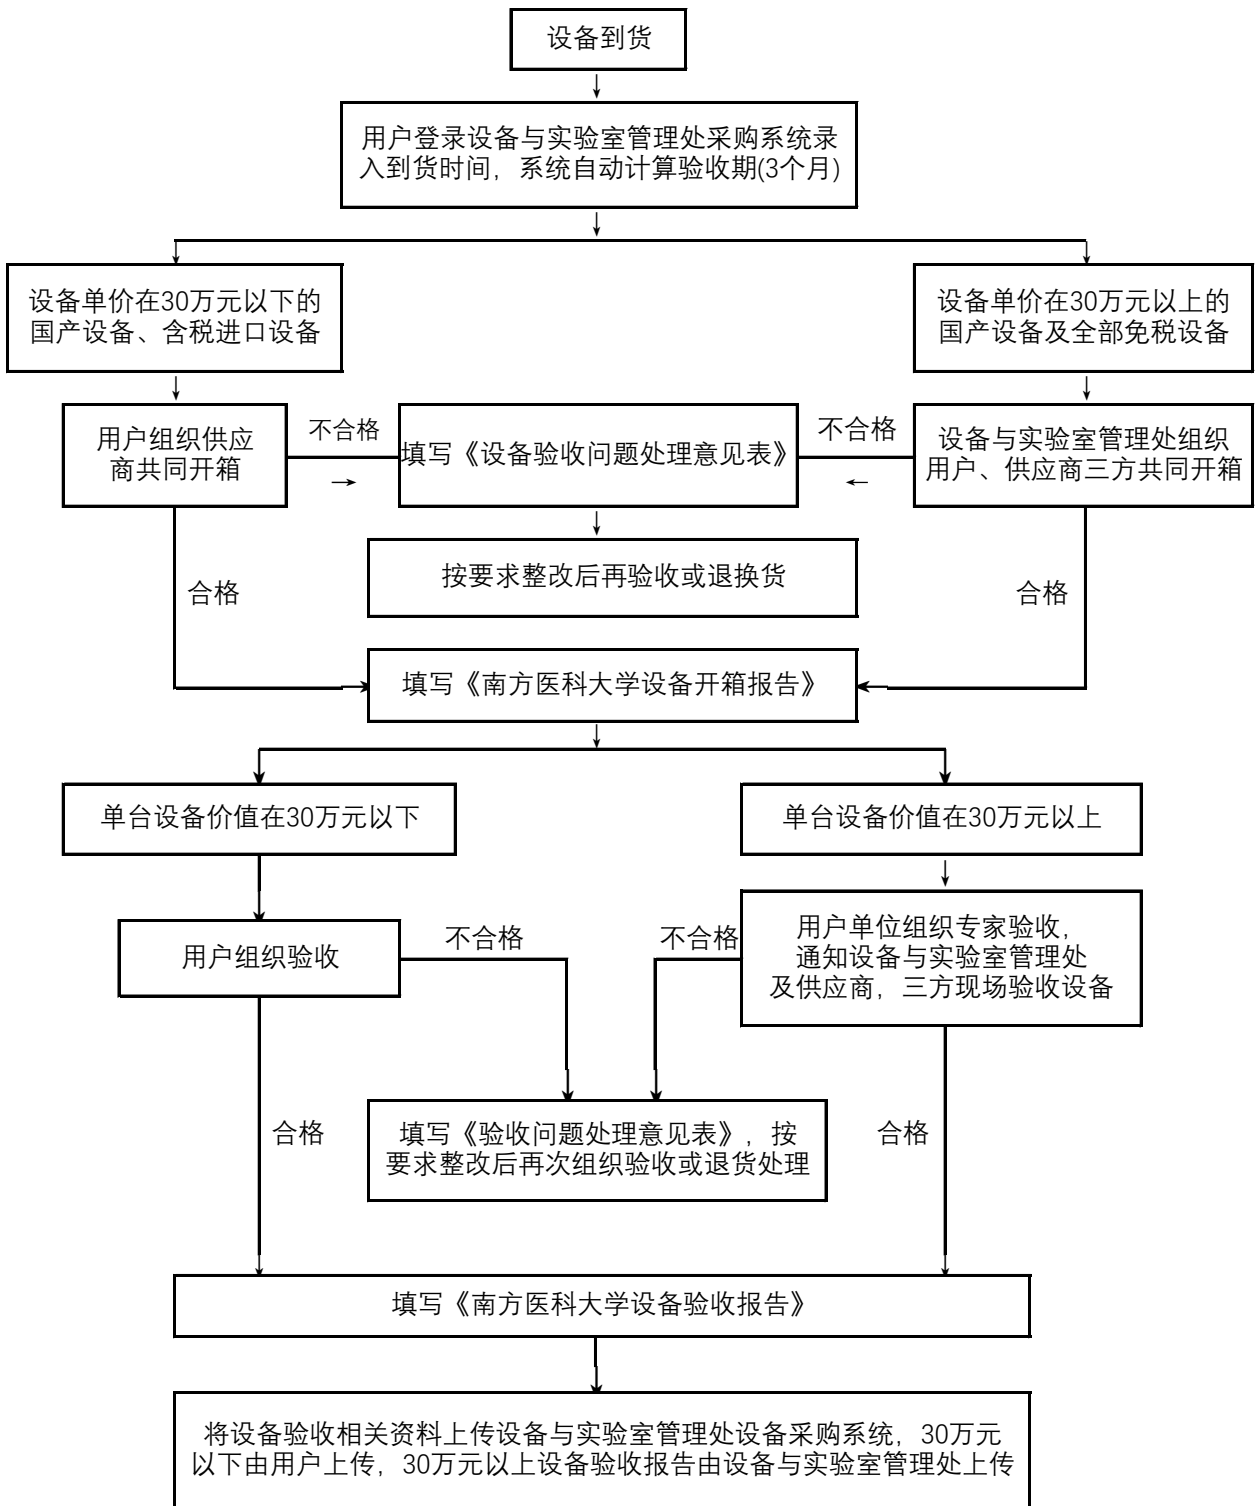 设备到货
用户登录设备与实验室管理处采购系统录
入到货时间，系统自动计算验收期(3个月)
设备单价在30万元以下的
国产设备、含税进口设备
设备单价在30万元以上的
国产设备及全部免税设备
用户组织供应
商共同开箱
不合格
填写《设备验收问题处理意见表》
不合格
设备与实验室管理处组织
用户、供应商三方共同开箱
按要求整改后再验收或退换货
合格
合格
填写《南方医科大学设备开箱报告》
单台设备价值在30万元以下
单台设备价值在30万元以上
用户组织验收
不合格
不合格
用户单位组织专家验收，
通知设备与实验室管理处
及供应商，三方现场验收设备
合格
填写《验收问题处理意见表》，按
要求整改后再次组织验收或退货处理
合格
填写《南方医科大学设备验收报告》
将设备验收相关资料上传设备与实验室管理处设备采购系统，30万元
以下由用户上传，30万元以上设备验收报告由设备与实验室管理处上传